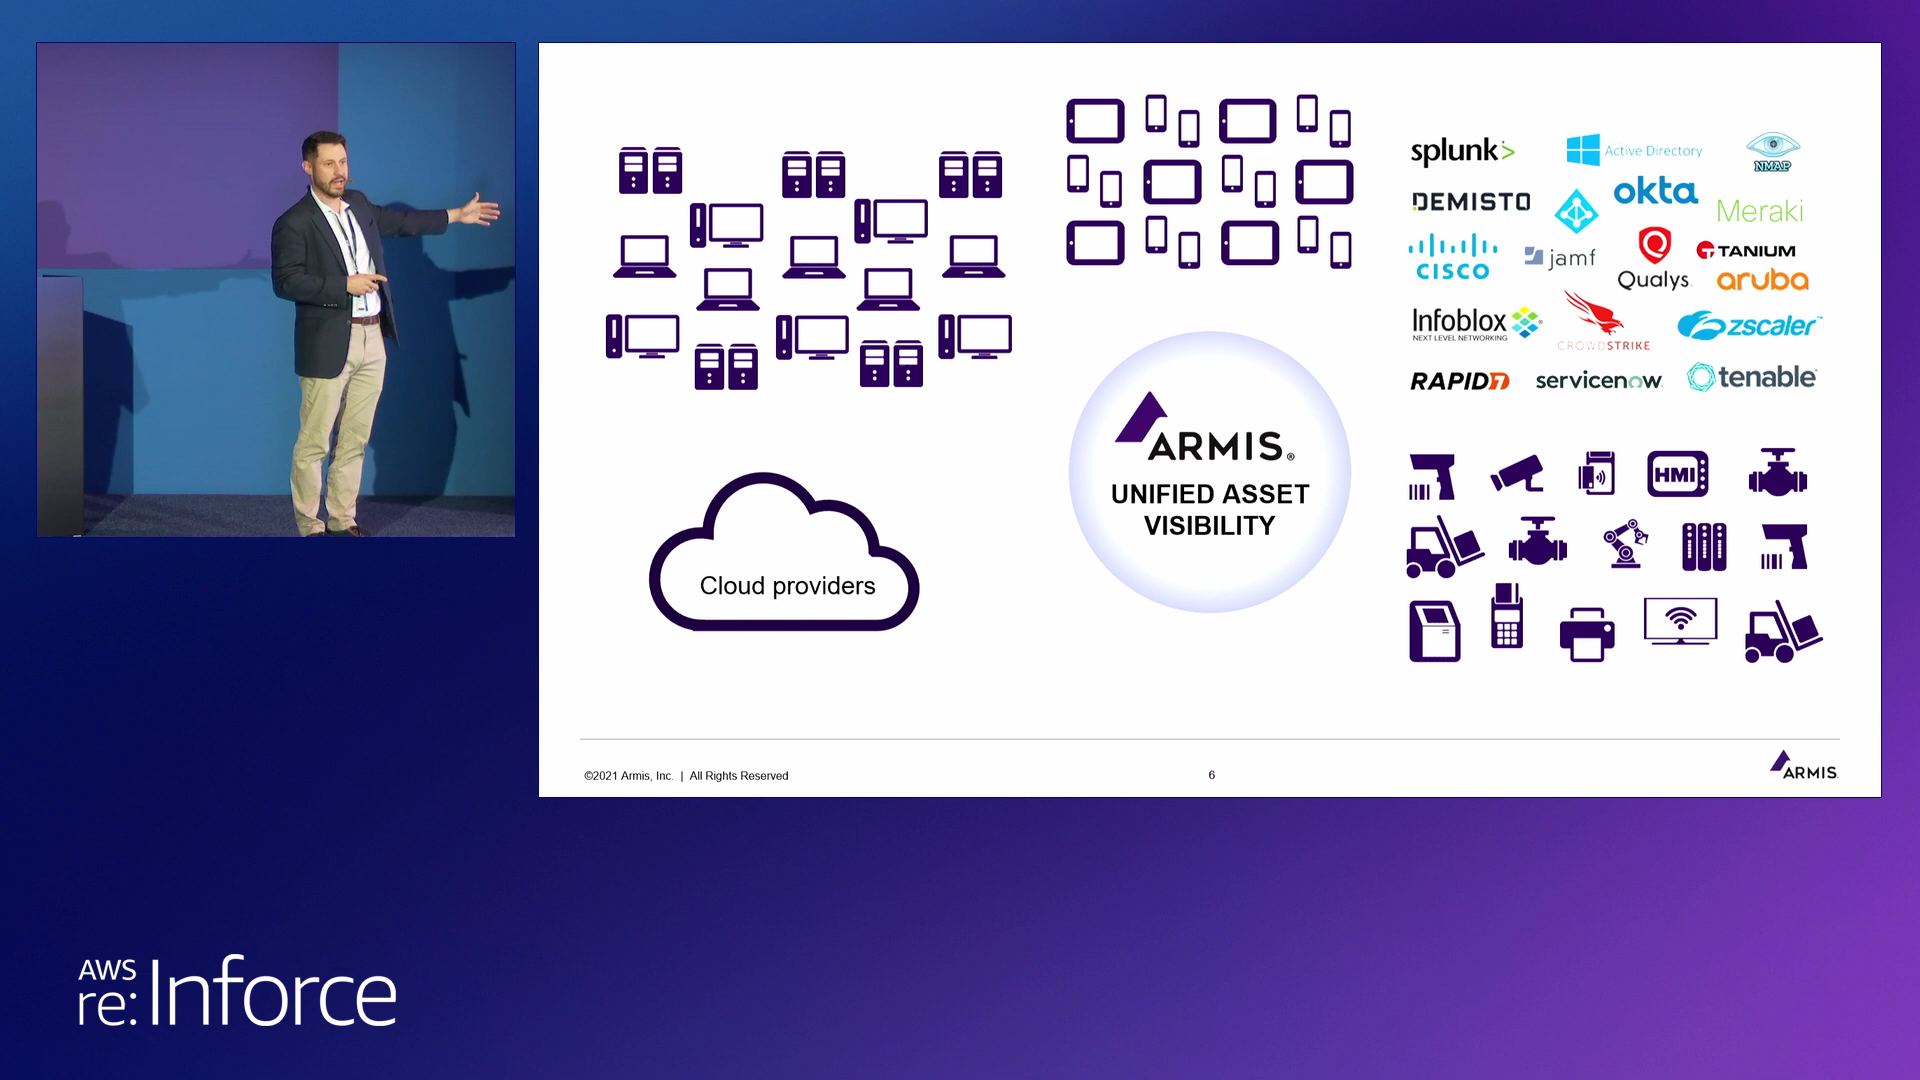 splunk>
Active Directory
NMAP
DEMISTO
okta
Meraki
CISCO
jamf
Qualys.
TANIUM
aruba
Infoblox
NEXT LEVEL NETWORKING
CROWDSTRIKE
zscaler™
RAPID7
servicenow
tenable
ARMIS®
UNIFIED ASSET
VISIBILITY
HMI
Cloud providers
©2021 Armis, Inc. | All Rights Reserved
6
ARMIS
AWS
re:Inforce